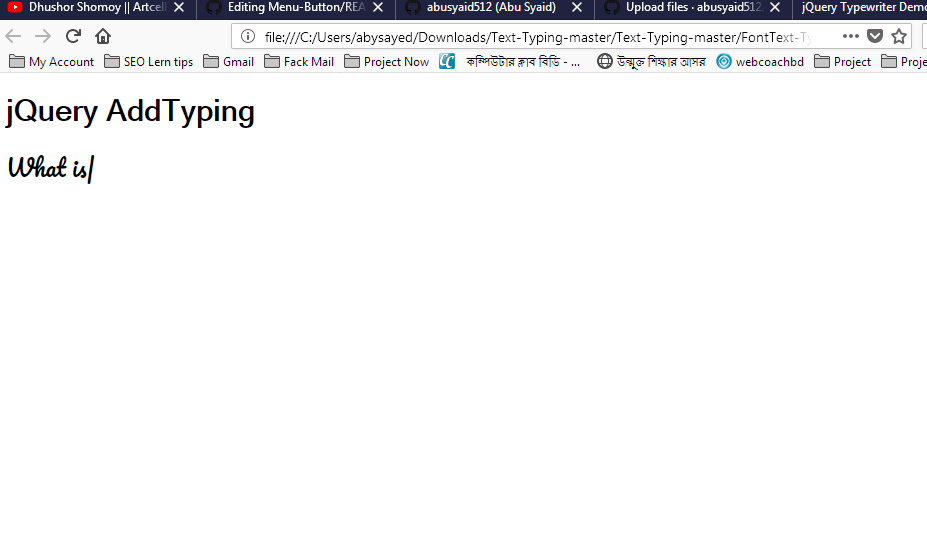 Dhushor Shomoy || Artcell Editing Menu-Button/REA abusyaid512 (Abu Syaid) Upload files · abusyaid512 jQuery Typewriter Demo
file:///C:/Users/abysayed/Downloads/Text-Typing-master/Text-Typing-master/FontText-Ty
My Account SEO Lern tips Gmail Fack Mail Project Now LC কম্পিউটার ক্লাব বিডি - ... উন্মুক্ত শিক্ষার আসর webcoachbd Project Proje
jQuery AddTyping
What is|